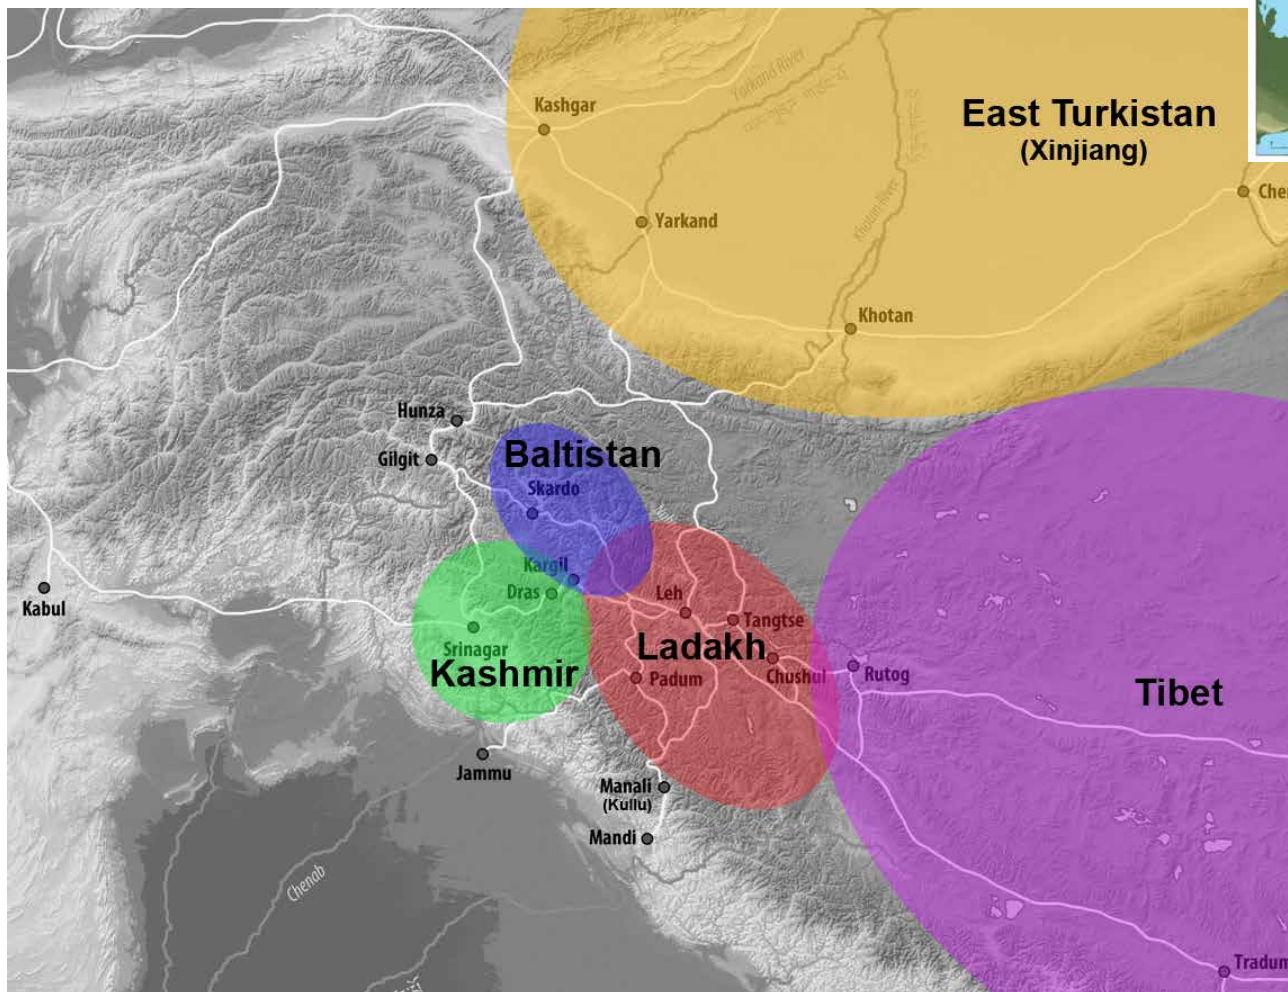 Kashgar
Yarkand River
East Turkistan
(Xinjiang)
Yarkand
Khotan River
Khotan
Hunza
Gilgit
Baltistan
Skardo
Kargil
Dras
Leh
Kabul
Tangtse
Srinagar
Ladakh
Kashmir
Padum
Chushul
Rutog
Tibet
Jammu
Manali
(Kullu)
Mandi
Chenab
Tradum